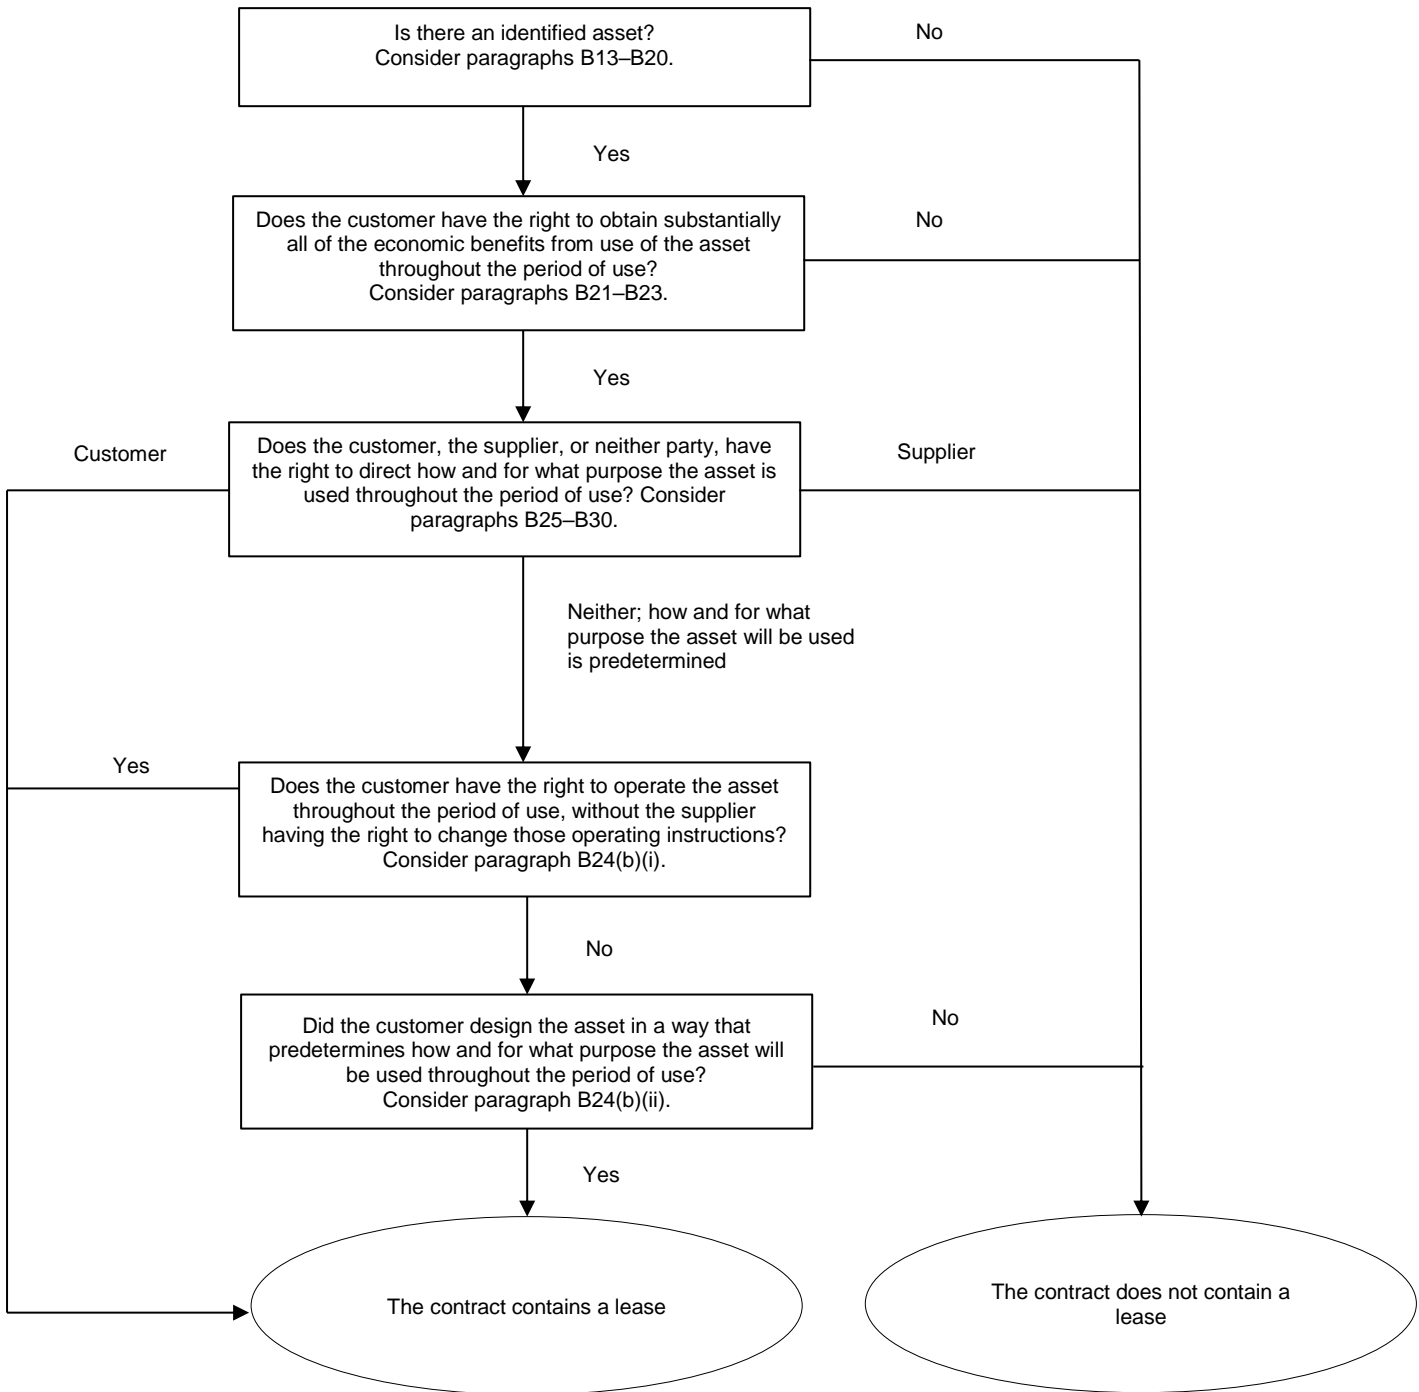 Is there an identified asset?
Consider paragraphs B13–B20.
No
Yes
Does the customer have the right to obtain substantially
all of the economic benefits from use of the asset
throughout the period of use?
Consider paragraphs B21–B23.
No
Yes
Customer
Does the customer, the supplier, or neither party, have
the right to direct how and for what purpose the asset is
used throughout the period of use? Consider
paragraphs B25–B30.
Supplier
Neither; how and for what
purpose the asset will be used
is predetermined
Yes
Does the customer have the right to operate the asset
throughout the period of use, without the supplier
having the right to change those operating instructions?
Consider paragraph B24(b)(i).
No
Did the customer design the asset in a way that
predetermines how and for what purpose the asset will
be used throughout the period of use?
Consider paragraph B24(b)(ii).
No
Yes
The contract contains a lease
The contract does not contain a
lease